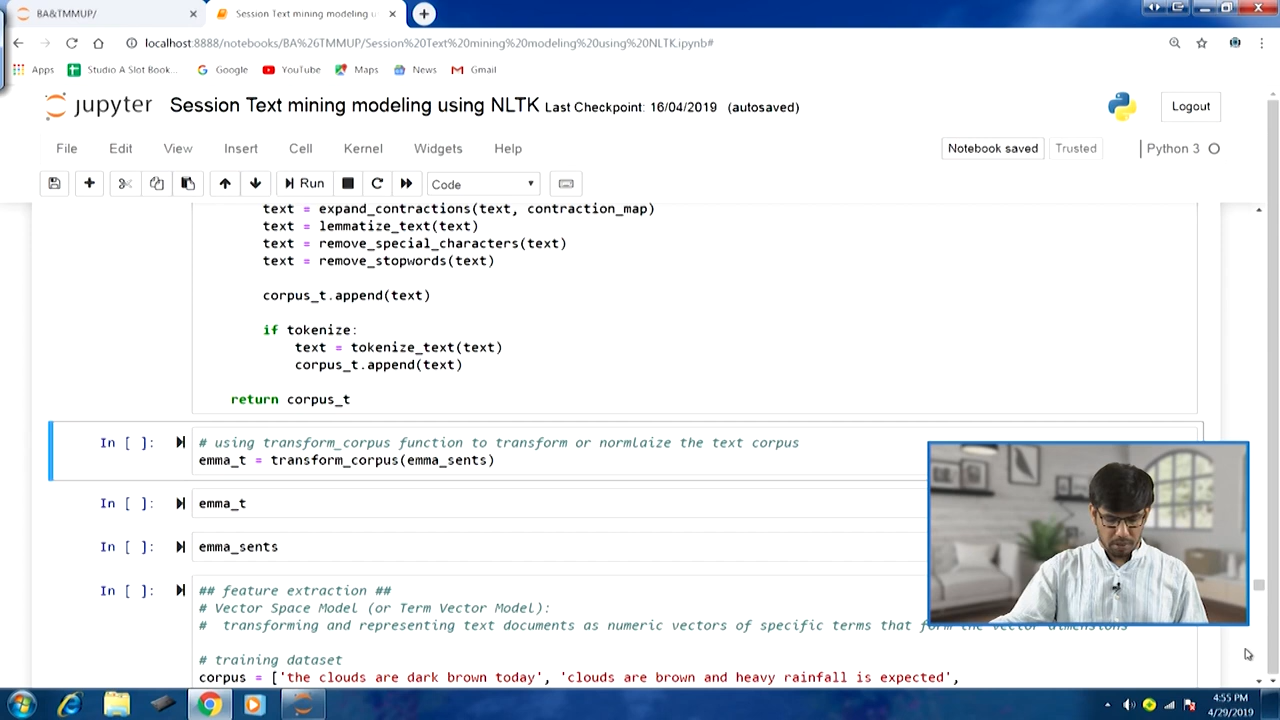 BA&TMMUP/
Session Text mining modeling u
localhost:8888/notebooks/BA%26TMMUP/Session%20Text%20mining%20modeling%20using%20NLTK.ipynb#
Apps Studio A Slot Book... Google YouTube Maps News Gmail
jupyter Session Text mining modeling using NLTK Last Checkpoint: 16/04/2019 (autosaved) Logout
File Edit View Insert Cell Kernel Widgets Help Notebook saved Trusted Python 3
Run Code
text = expand_contractions(text, contraction_map)
text = lemmatize_text(text)
text = remove_special_characters(text)
text = remove_stopwords(text)
corpus_t.append(text)
if tokenize:
text = tokenize_text(text)
corpus_t.append(text)
return corpus_t
In [ ]: # using transform_corpus function to transform or normlaize the text corpus
emma_t = transform_corpus(emma_sents)
In [ ]: emma_t
In [ ]: emma_sents
In [ ]: ## feature extraction ##
# Vector Space Model (or Term Vector Model):
# transforming and representing text documents as numeric vectors of specific terms that form the vector dimensions
# training dataset
corpus = ['the clouds are dark brown today', 'clouds are brown and heavy rainfall is expected',
4:55 PM
4/29/2019